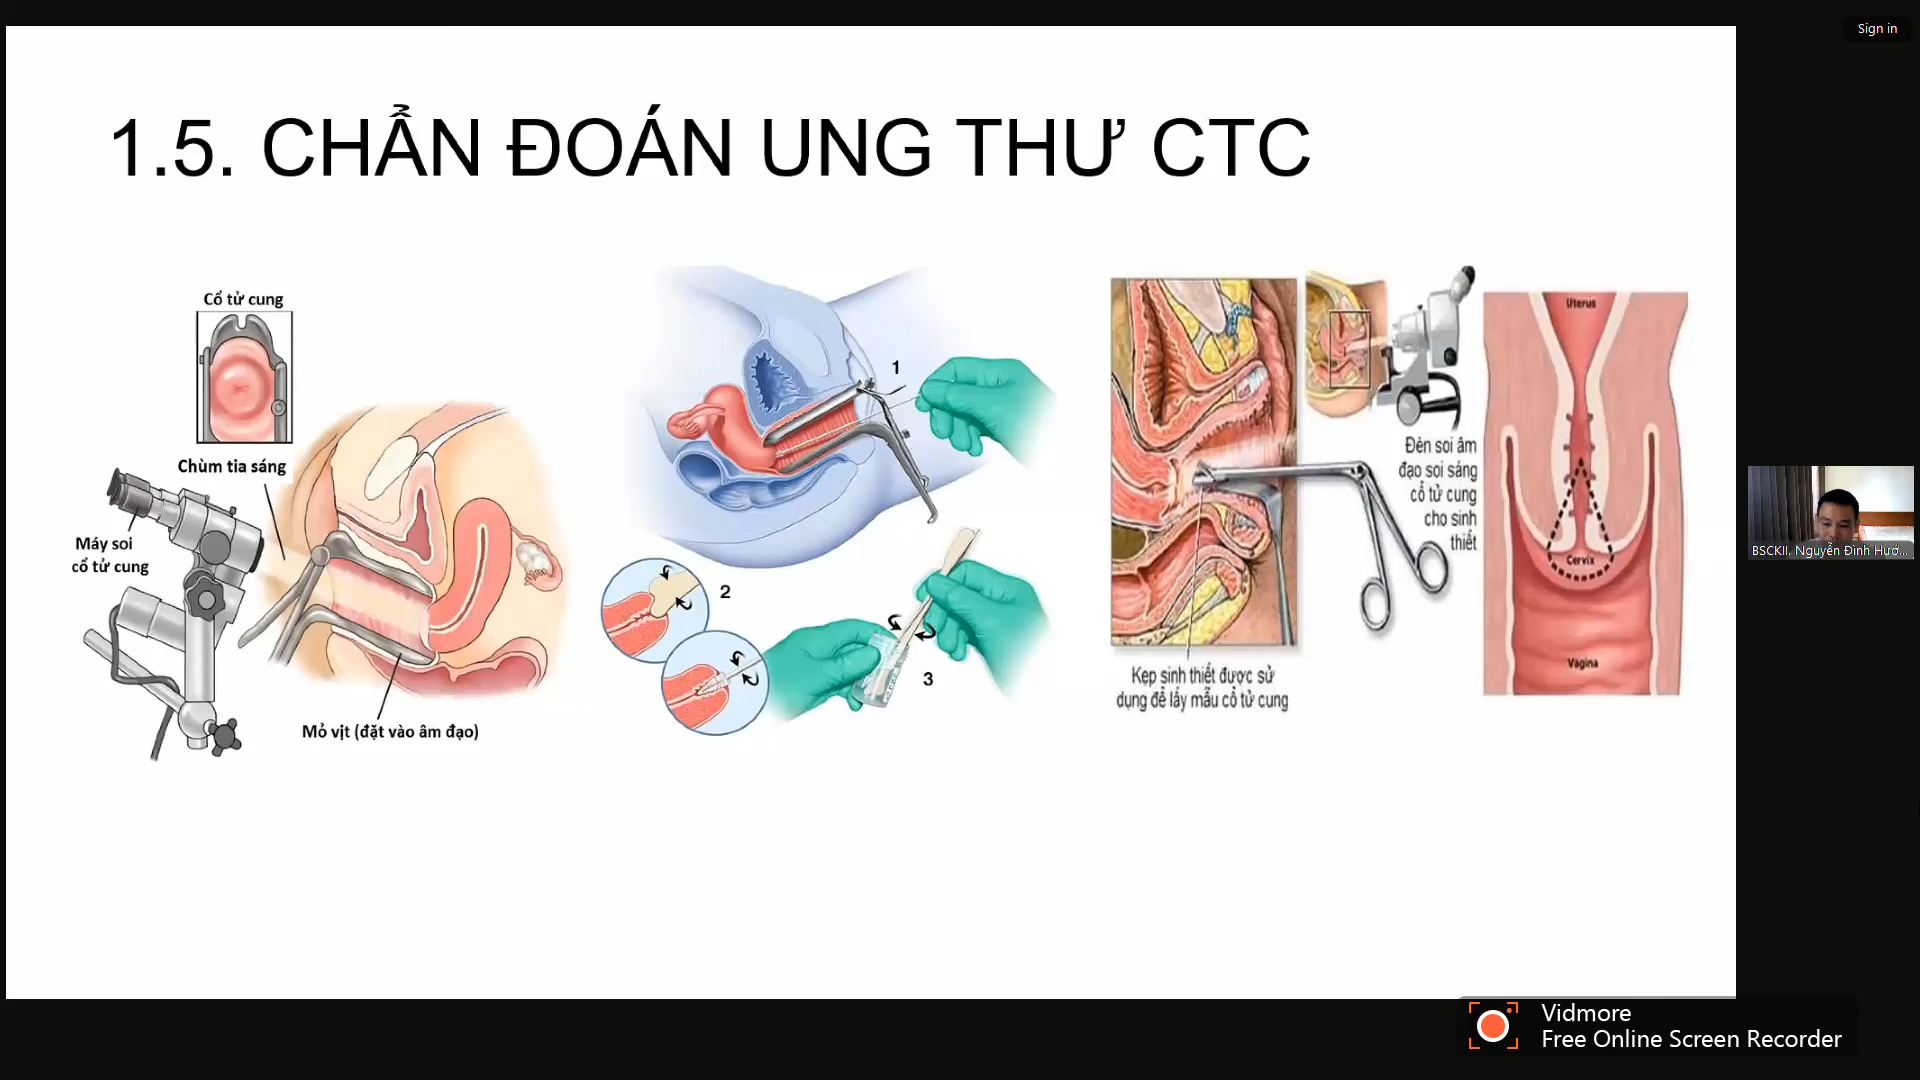 Sign in
1.5. CHẨN ĐOÁN UNG THƯ CTC
Cổ tử cung
Chùm tia sáng
Máy soi
cổ tử cung
Mỏ vịt (đặt vào âm đạo)
1
2
3
Đèn soi âm
đạo soi sáng
cổ tử cung
cho sinh
thiết
Kẹp sinh thiết được sử
dụng để lấy mẫu cổ tử cung
Uterus
Cervix
Vagina
BSCKII. Nguyễn Đình Hướ...
Vidmore
Free Online Screen Recorder